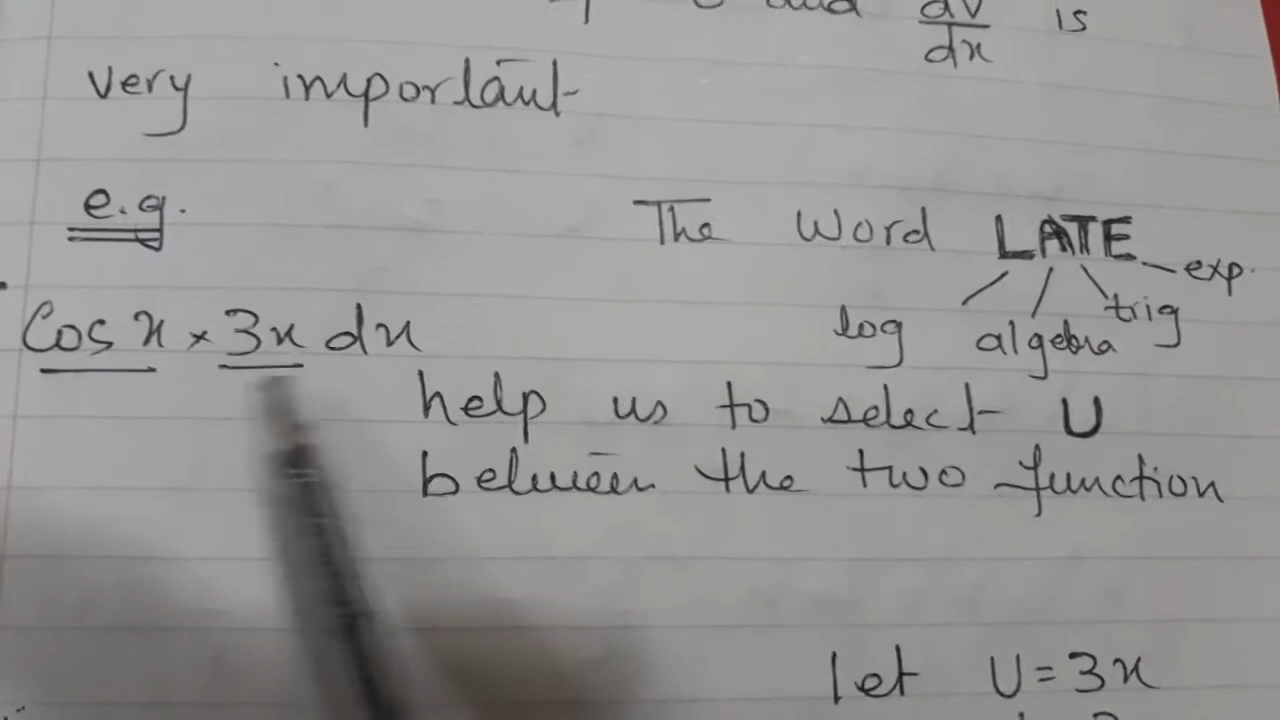 and dv/dx is
very important
e.g.
The Word LATE
exp.
log algebra trig
Cos x × 3x dx
help us to select U
between the two function
let U = 3x